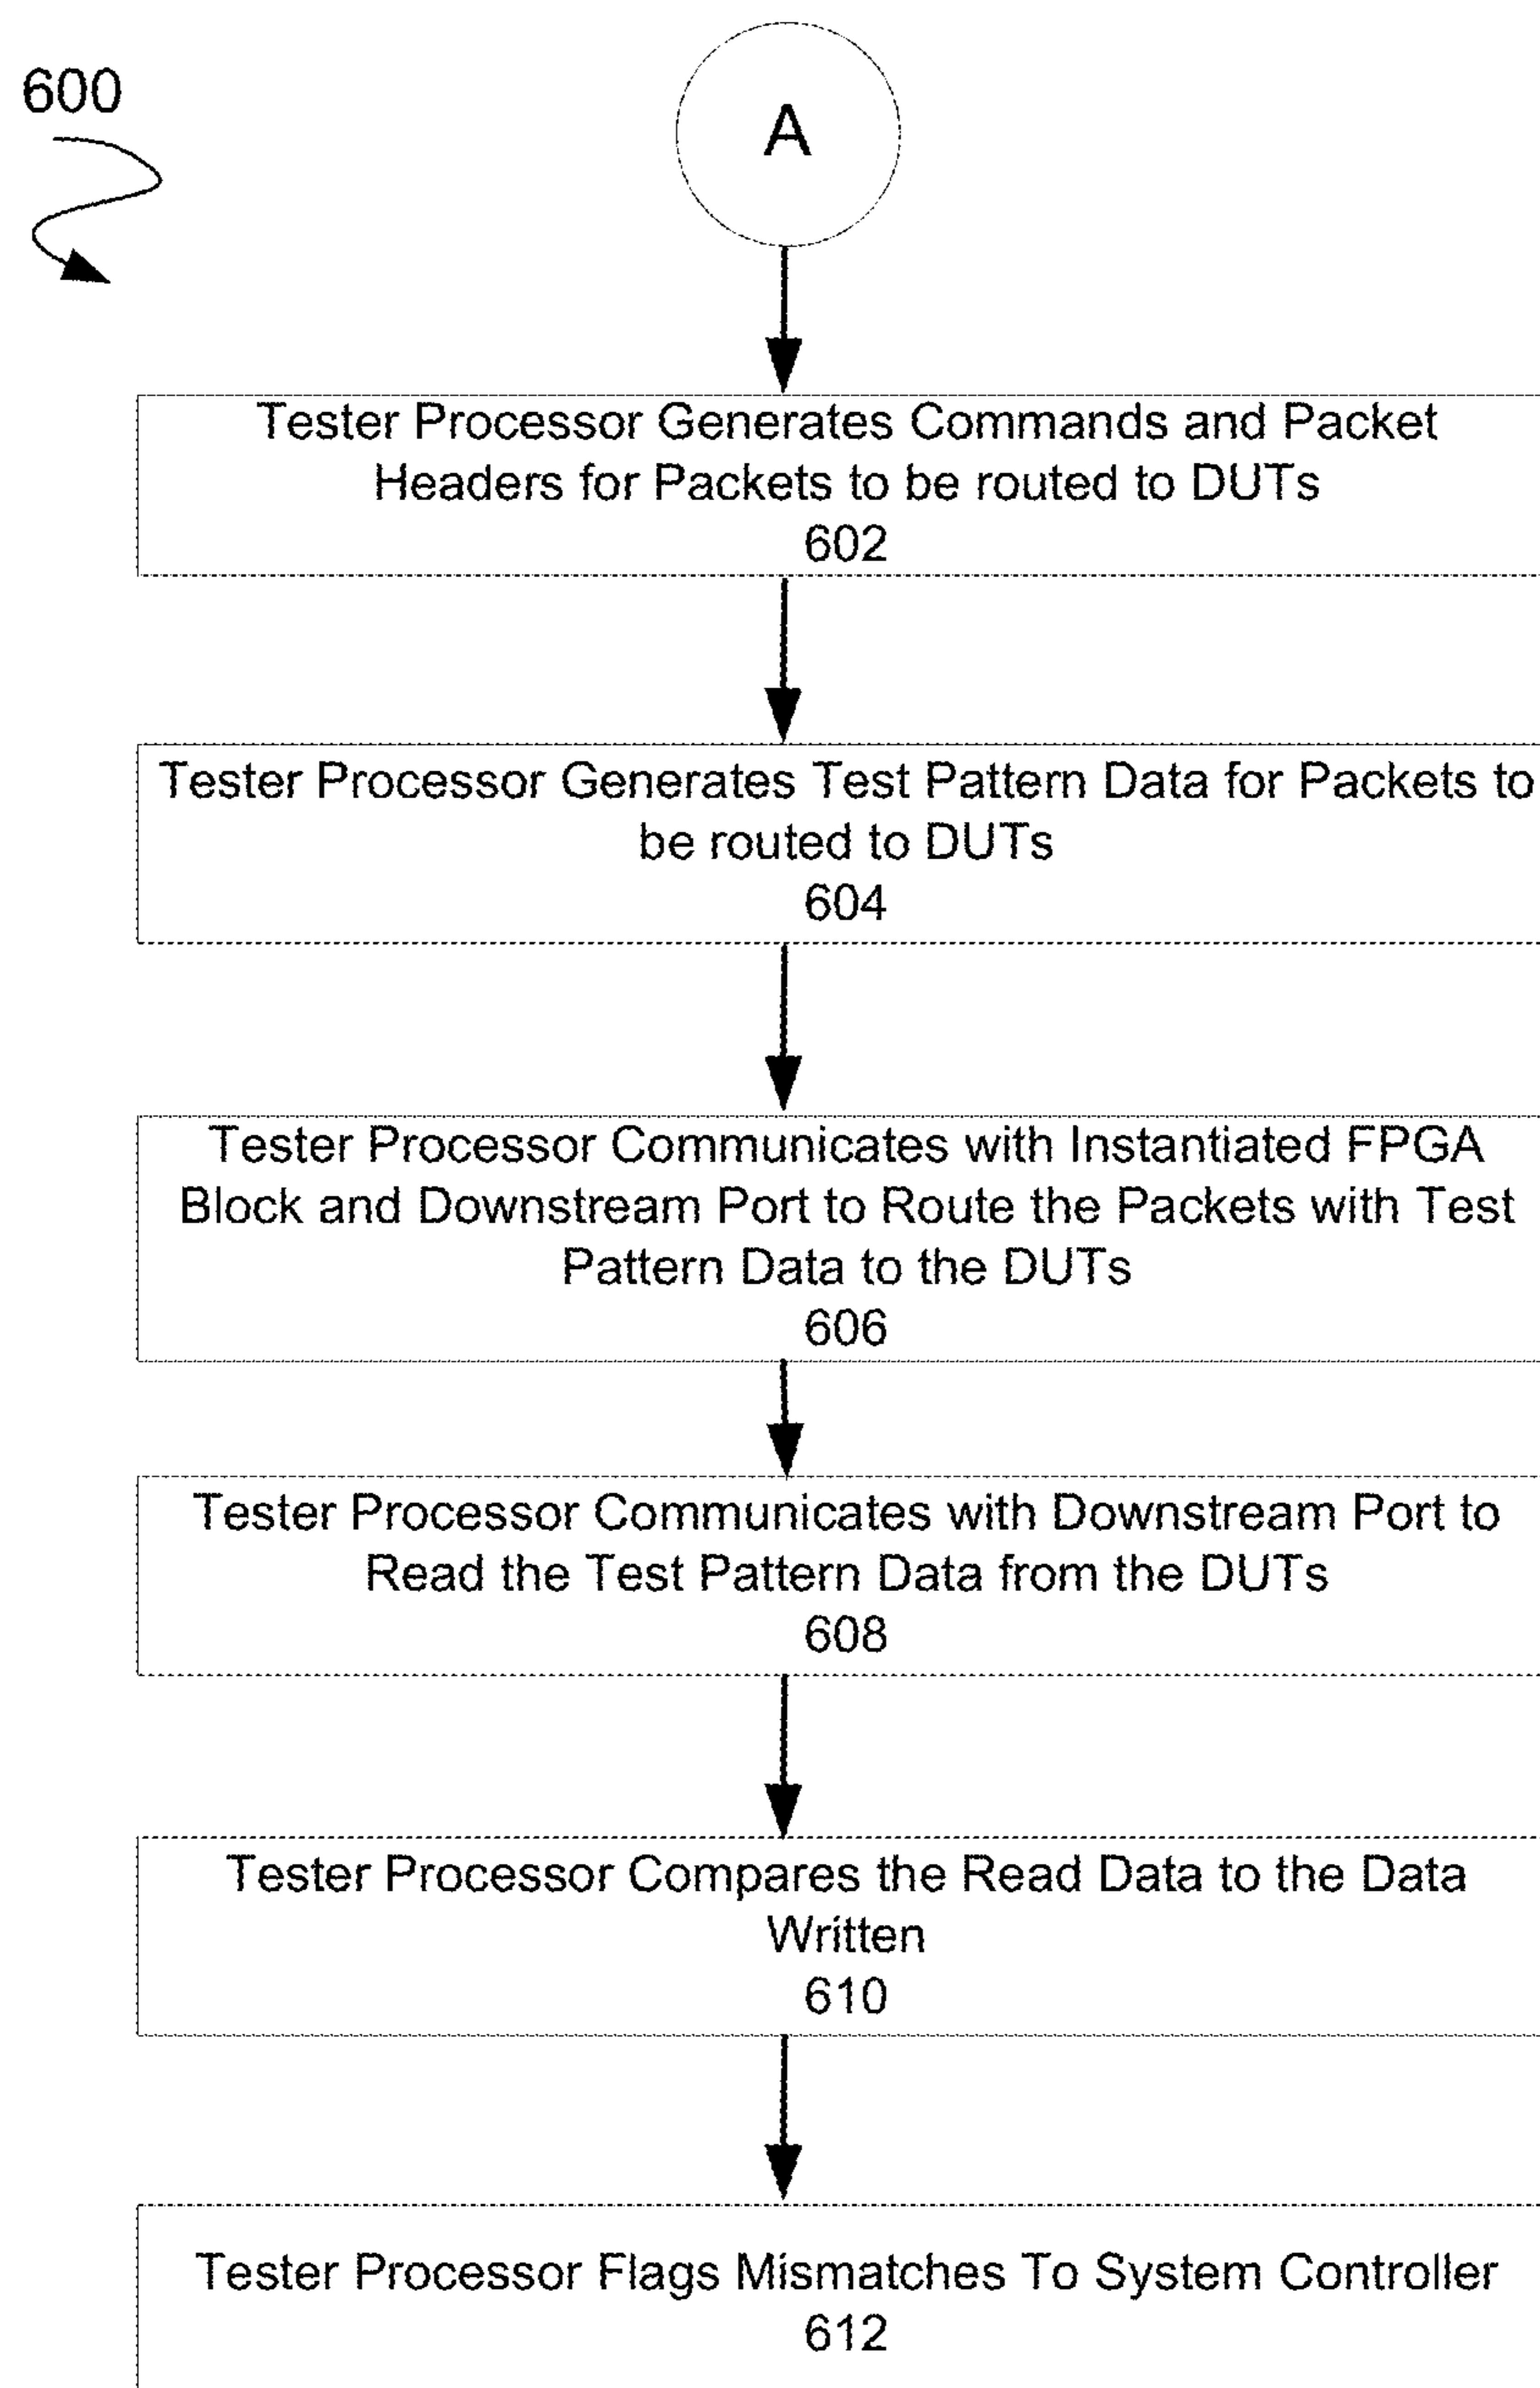 600
A
Tester Processor Generates Commands and Packet
Headers for Packets to be routed to DUTs
602
Tester Processor Generates Test Pattern Data for Packets to
be routed to DUTs
604
Tester Processor Communicates with Instantiated FPGA
Block and Downstream Port to Route the Packets with Test
Pattern Data to the DUTs
606
Tester Processor Communicates with Downstream Port to
Read the Test Pattern Data from the DUTs
608
Tester Processor Compares the Read Data to the Data
Written
610
Tester Processor Flags Mismatches To System Controller
612